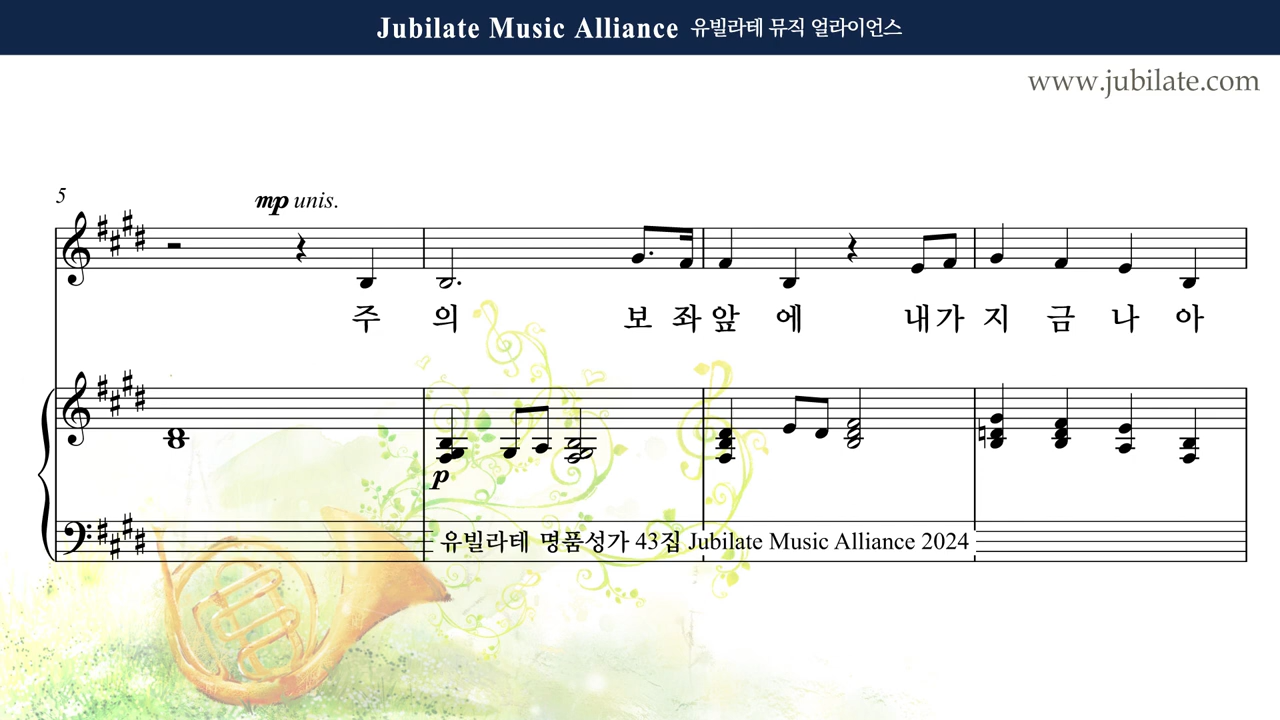 Jubilate Music Alliance 유빌라테 뮤직 얼라이언스
www.jubilate.com
5
mp unis.
주 의 보 좌 앞 에 내 가 지 금 나 아
p
유빌라테 명품성가 43집 Jubilate Music Alliance 2024